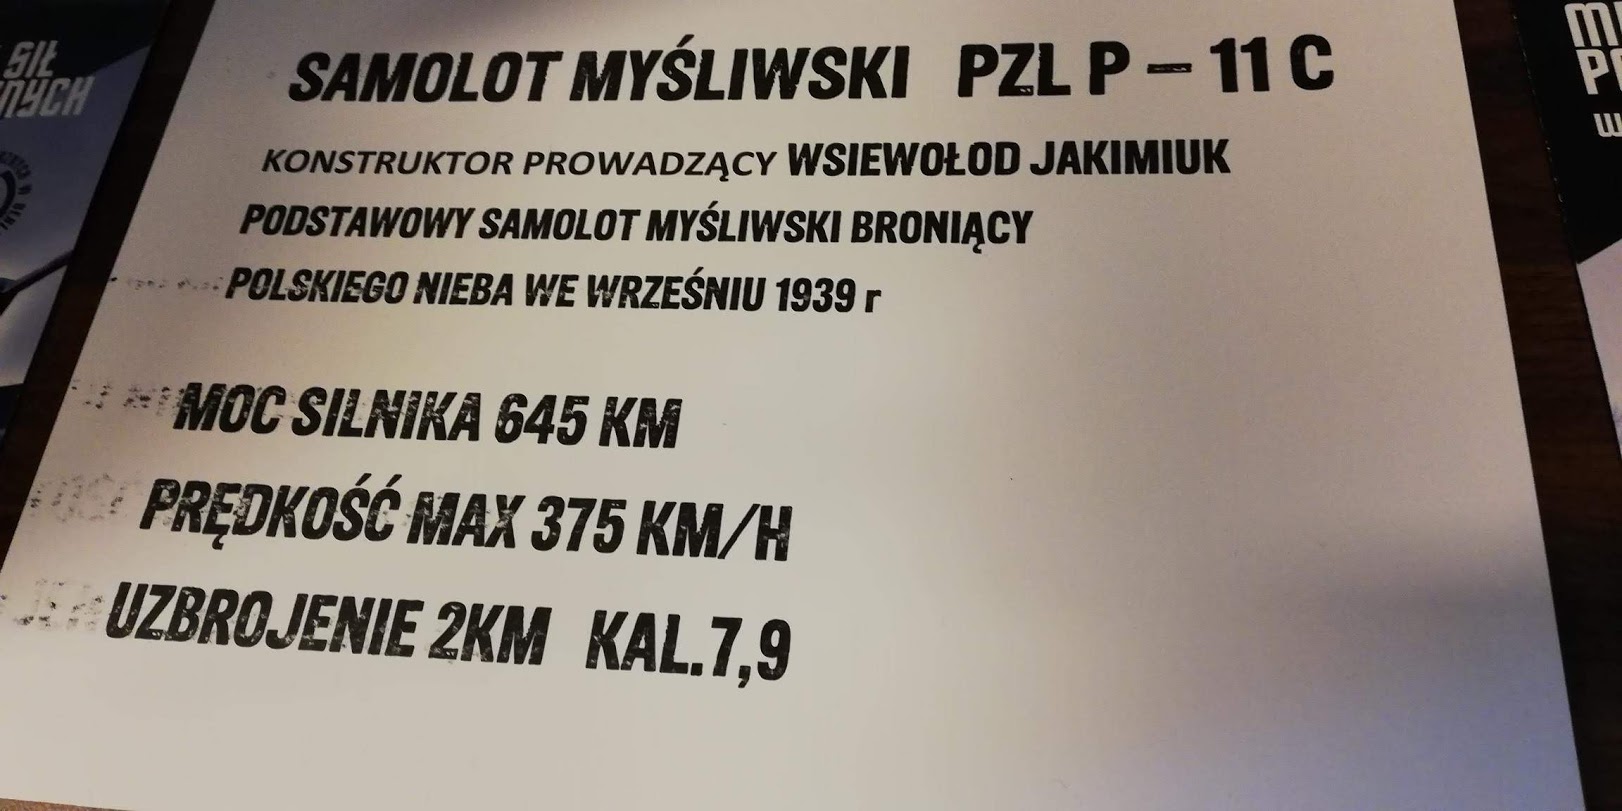 SAMOLOT MYŚLIWSKI PZL P – 11 C
KONSTRUKTOR PROWADZĄCY WSIEWOŁOD JAKIMIUK
PODSTAWOWY SAMOLOT MYŚLIWSKI BRONIĄCY
POLSKIEGO NIEBA WE WRZEŚNIU 1939 r
MOC SILNIKA 645 KM
PRĘDKOŚĆ MAX 375 KM/H
UZBROJENIE 2KM KAL.7,9
SIŁ